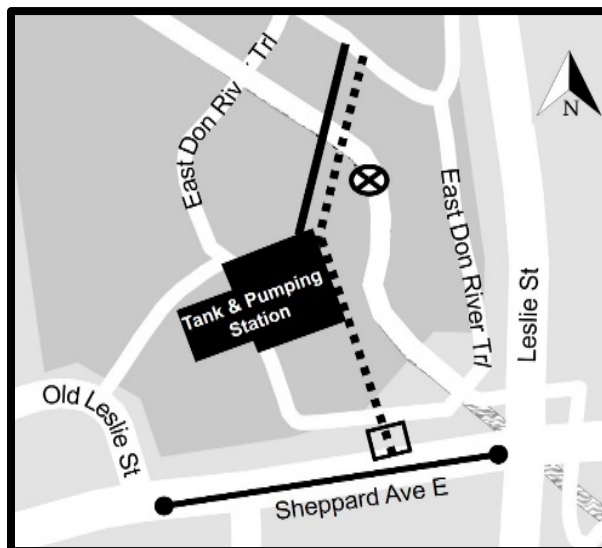 East Don River Trl
N
East Don River Trl
Leslie St
Tank & Pumping
Station
Old Leslie St
Sheppard Ave E